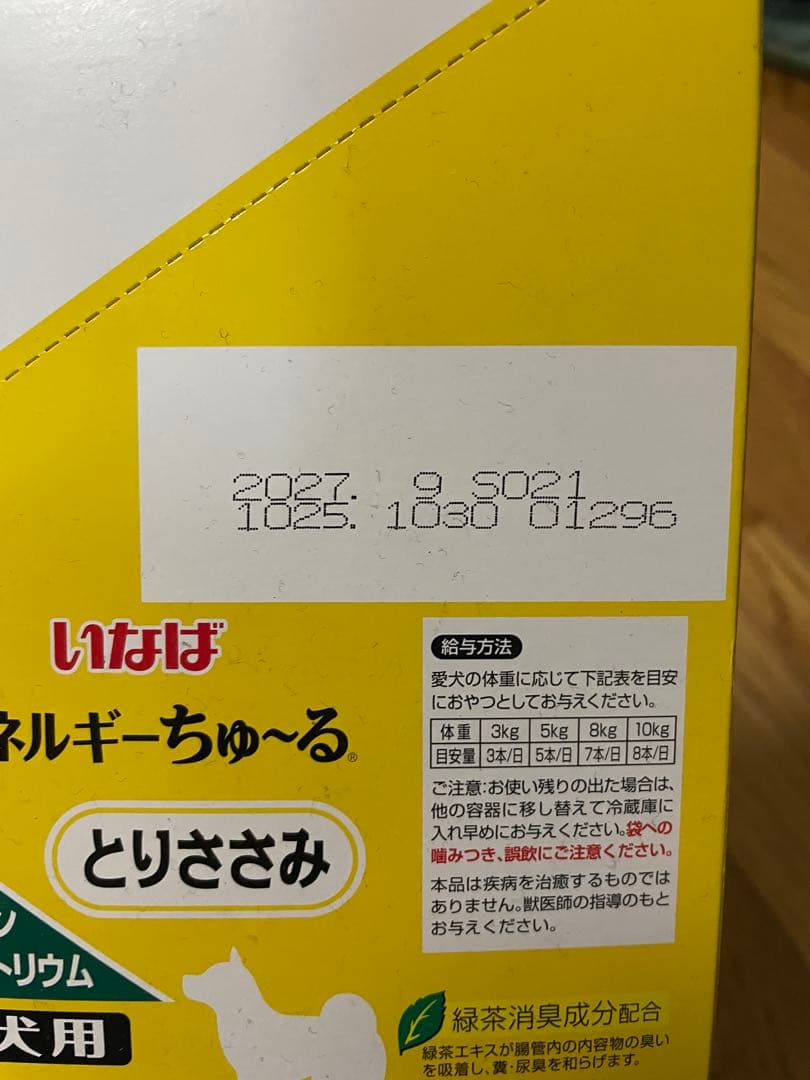 2027. 9 S021
1025. 1030 01296
いなば
ネルギーちゅ〜る®
とりささみ
ン
トリウム
犬用
給与方法
愛犬の体重に応じて下記表を目安
におやつとしてお与えください。
体重 3kg 5kg 8kg 10kg
目安量 3本/日 5本/日 7本/日 8本/日
ご注意:お使い残りの出た場合は、
他の容器に移し替えて冷蔵庫に
入れ早めにお与えください。袋への
噛みつき、誤飲にご注意ください。
本品は疾病を治癒するものでは
ありません。獣医師の指導のもと
お与えください。
緑茶消臭成分配合
緑茶エキスが腸管内の内容物の臭い
を吸着し、糞・尿臭を和らげます。